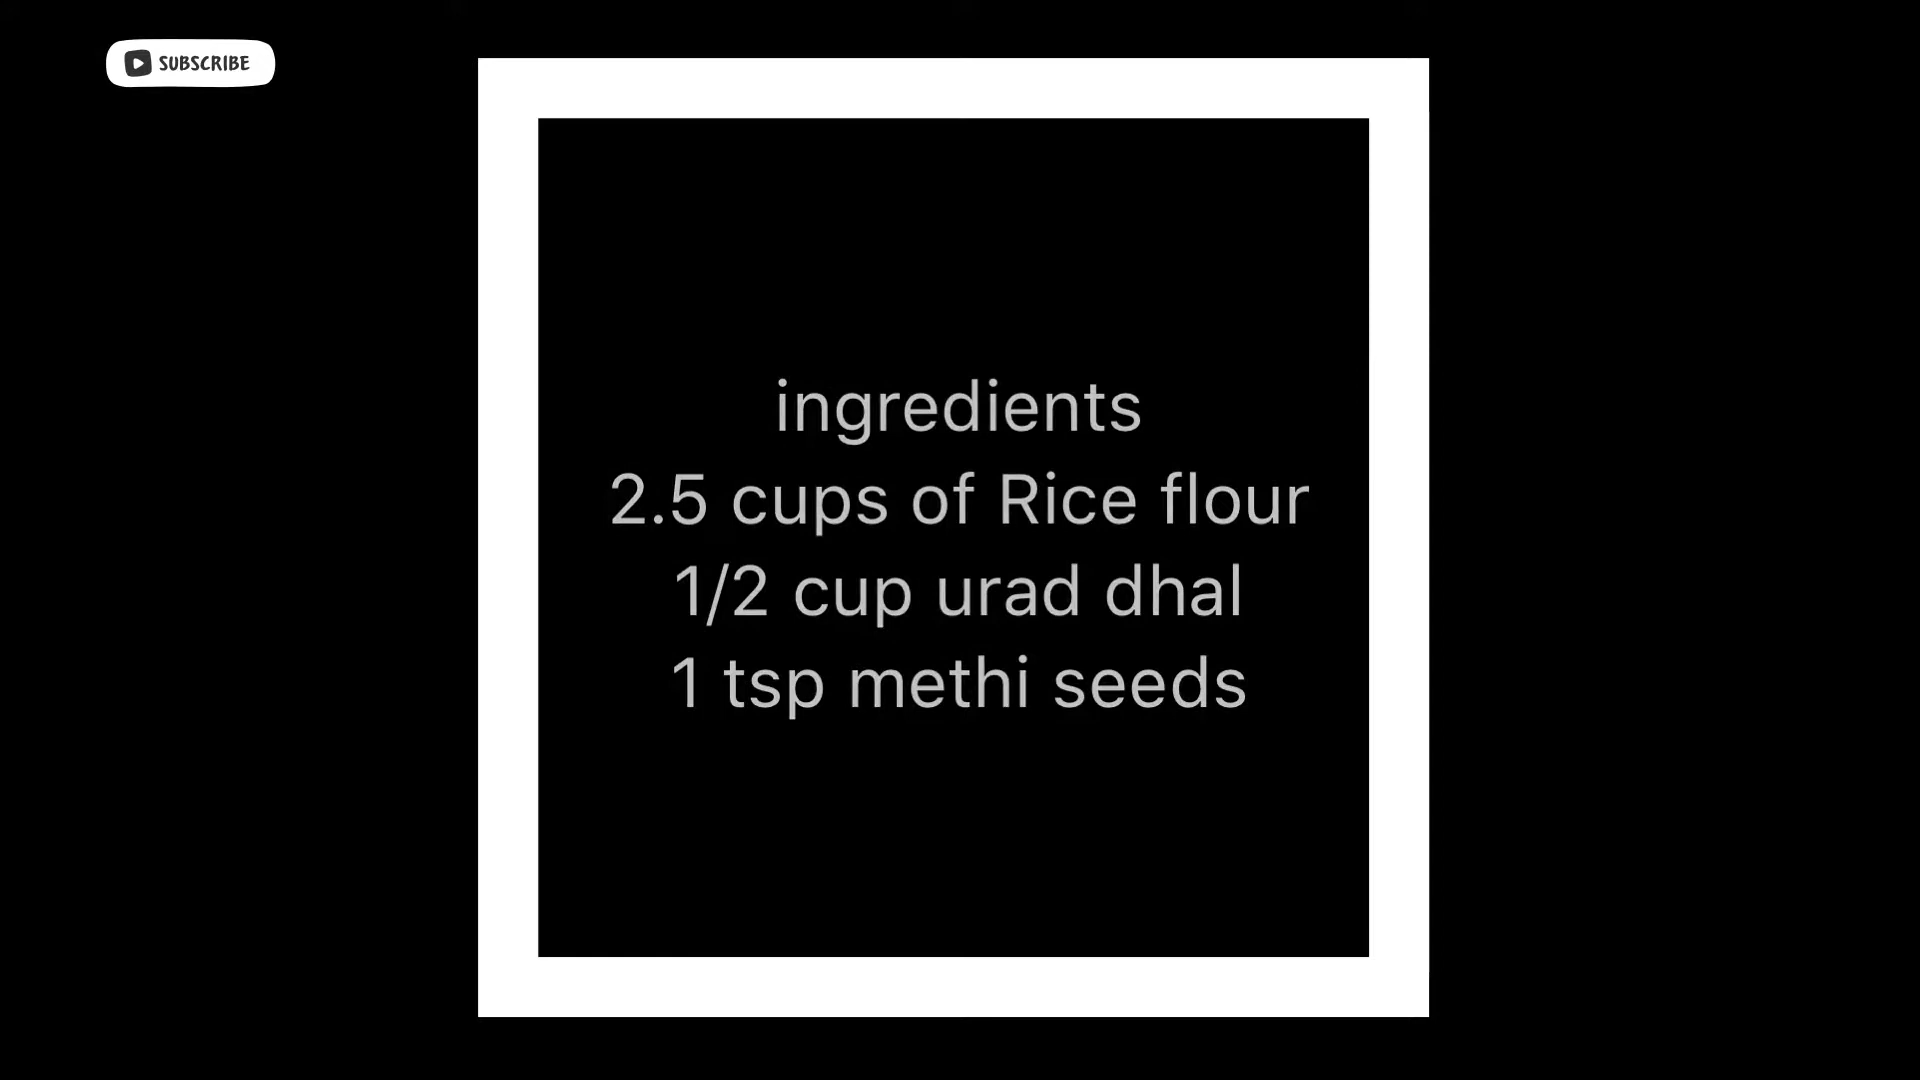 SUBSCRIBE
ingredients
2.5 cups of Rice flour
1/2 cup urad dhal
1 tsp methi seeds